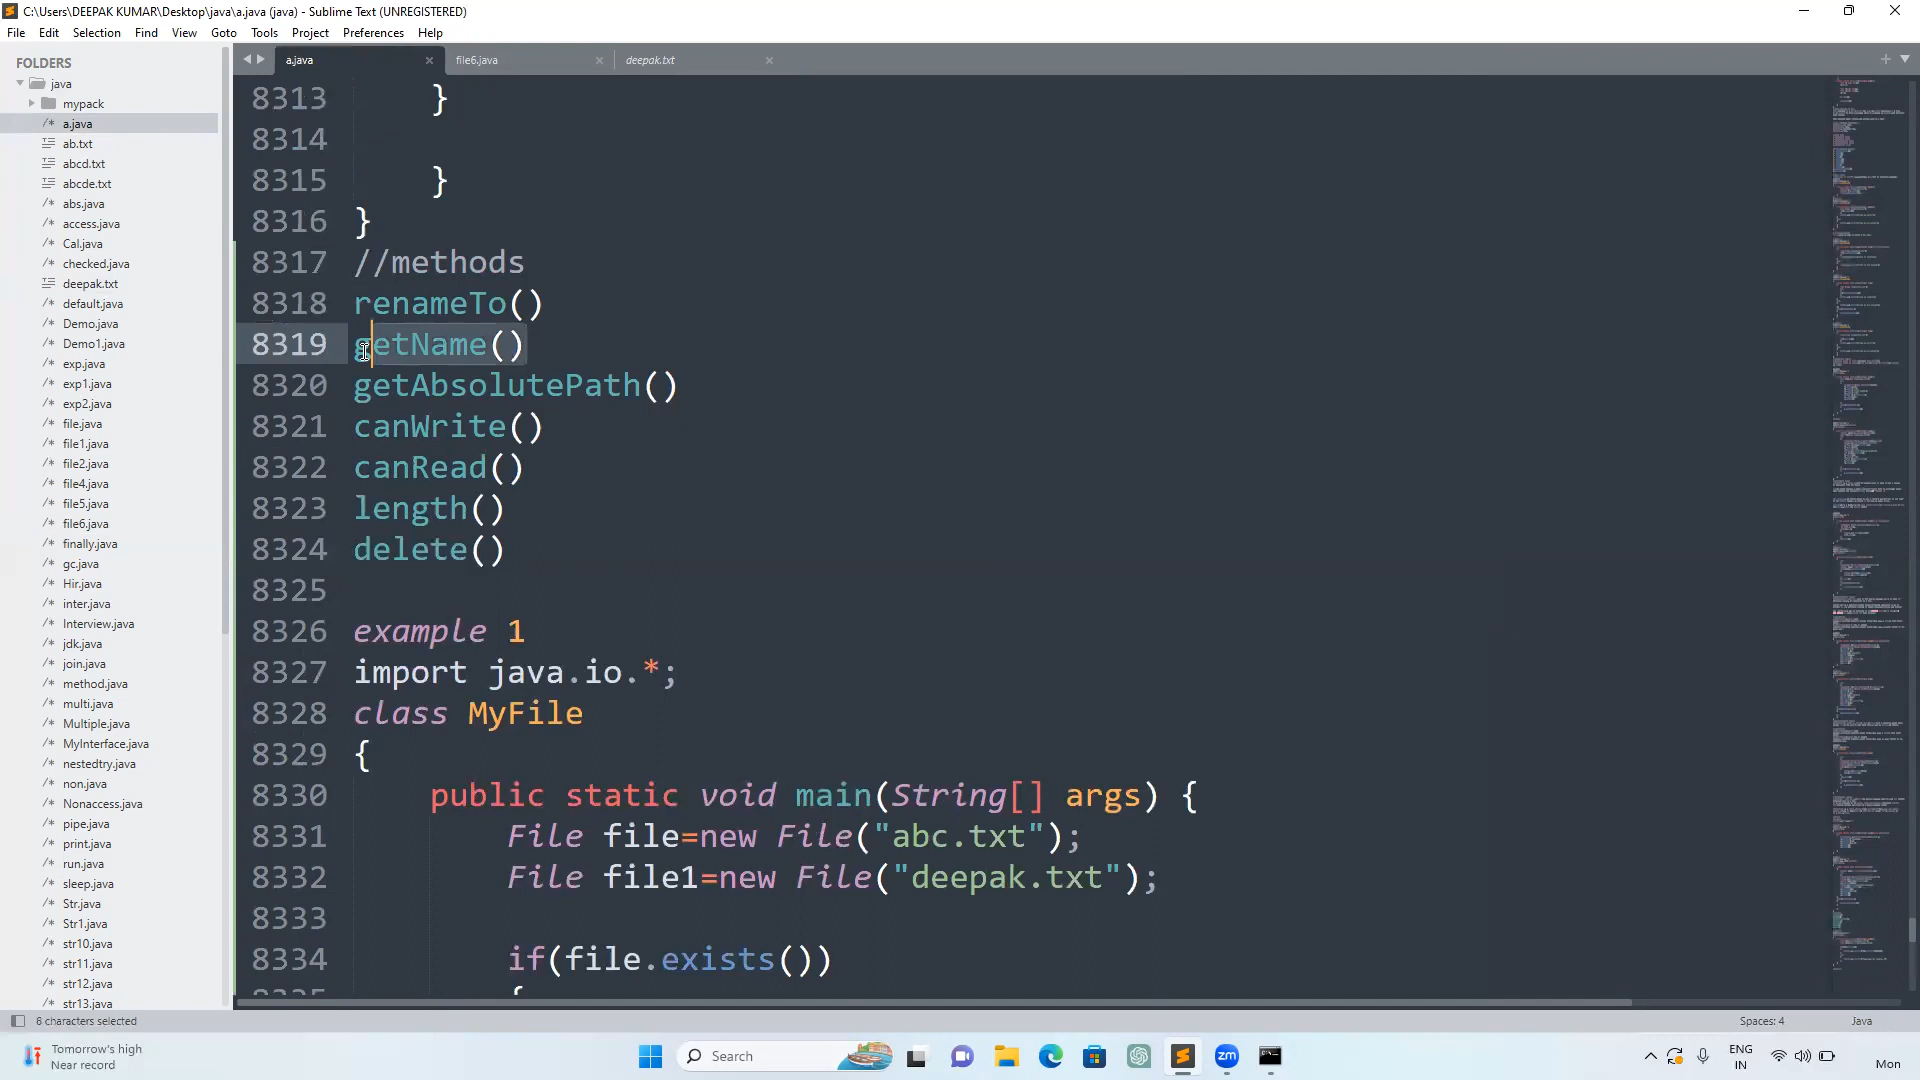 C:\Users\DEEPAK KUMAR\Desktop\java\a.java (java) - Sublime Text (UNREGISTERED)
File Edit Selection Find View Goto Tools Project Preferences Help
FOLDERS
java
mypack
a.java
ab.txt
abcd.txt
abcde.txt
abs.java
access.java
Cal.java
checked.java
deepak.txt
default.java
Demo.java
Demo1.java
exp.java
exp1.java
exp2.java
file.java
file1.java
file2.java
file4.java
file5.java
file6.java
finally.java
gc.java
Hir.java
inter.java
Interview.java
jdk.java
join.java
method.java
multi.java
Multiple.java
MyInterface.java
nestedtry.java
non.java
Nonaccess.java
pipe.java
print.java
run.java
sleep.java
Str.java
Str1.java
str10.java
str11.java
str12.java
str13.java
a.java file6.java deepak.txt
8313 }
8314
8315 }
8316 }
8317 //methods
8318 renameTo()
8319 getName()
8320 getAbsolutePath()
8321 canWrite()
8322 canRead()
8323 length()
8324 delete()
8325
8326 example 1
8327 import java.io.*;
8328 class MyFile
8329 {
8330 public static void main(String[] args) {
8331 File file=new File("abc.txt");
8332 File file1=new File("deepak.txt");
8333
8334 if(file.exists())
{
6 characters selected Spaces: 4 Java
Tomorrow's high
Near record
Search
zm
ENG
IN
Mon